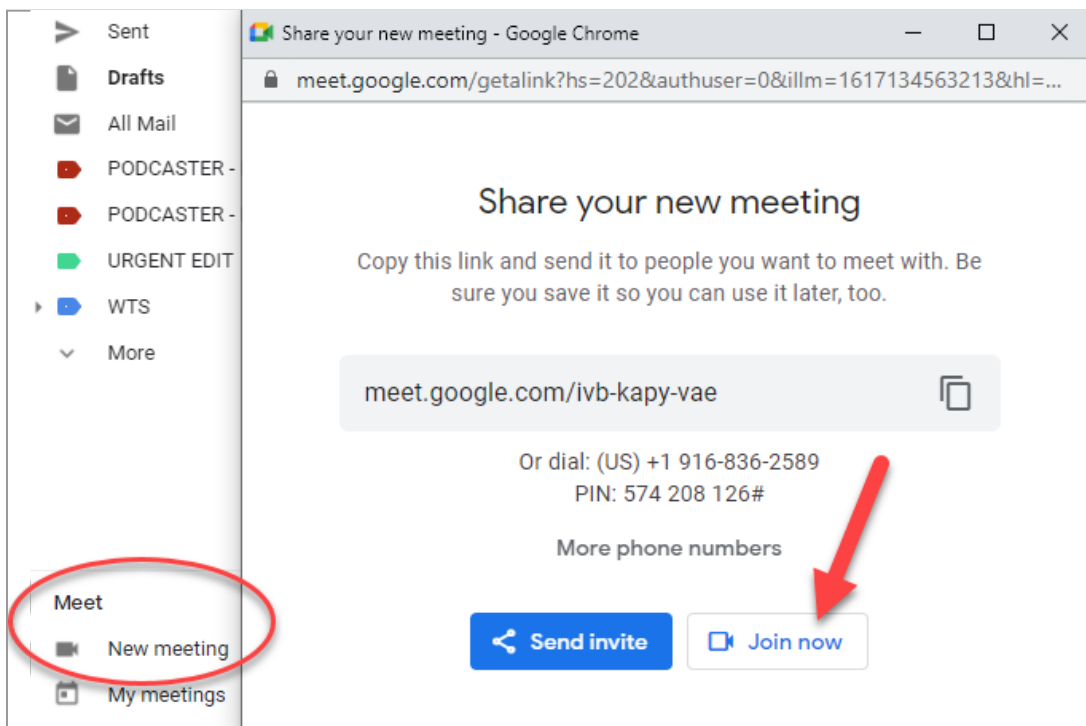 Sent
Drafts
All Mail
PODCASTER -
PODCASTER -
URGENT EDIT
WTS
More
Meet
New meeting
My meetings
Share your new meeting - Google Chrome
meet.google.com/getalink?hs=202&authuser=0&illm=1617134563213&hl=...
Share your new meeting
Copy this link and send it to people you want to meet with. Be
sure you save it so you can use it later, too.
meet.google.com/ivb-kapy-vae
Or dial: (US) +1 916-836-2589
PIN: 574 208 126#
More phone numbers
Send invite
Join now